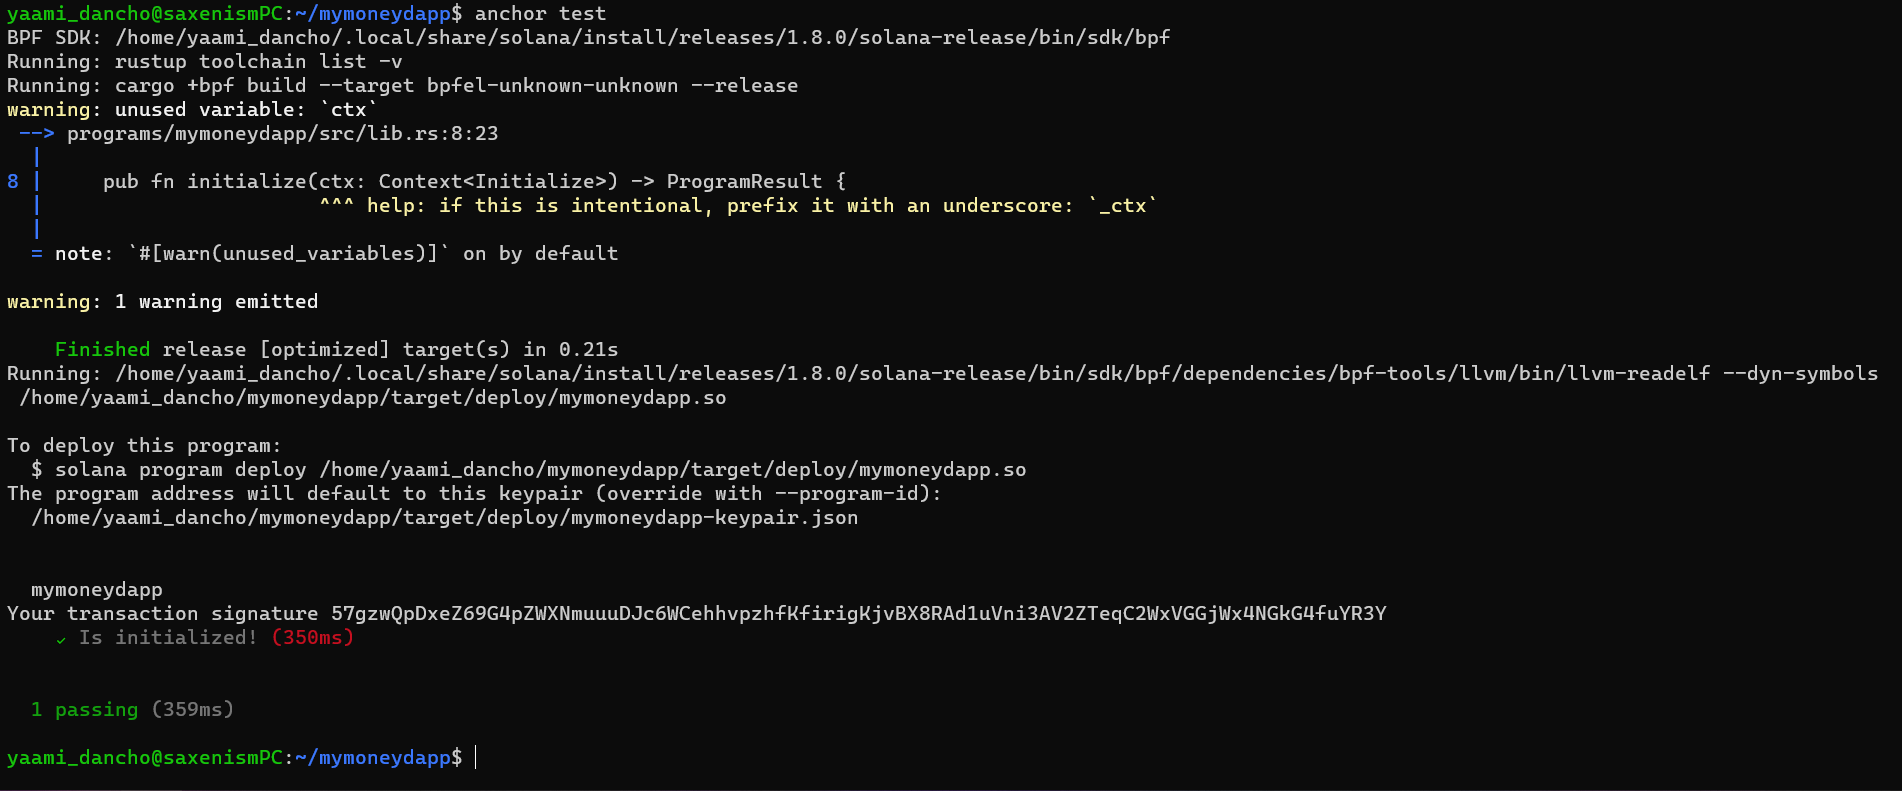 yaami_dancho@saxenismPC:~/mymoneydapp$ anchor test
BPF SDK: /home/yaami_dancho/.local/share/solana/install/releases/1.8.0/solana-release/bin/sdk/bpf
Running: rustup toolchain list -v
Running: cargo +bpf build --target bpfel-unknown-unknown --release
warning: unused variable: `ctx`
 --> programs/mymoneydapp/src/lib.rs:8:23
  |
8 |     pub fn initialize(ctx: Context<Initialize>) -> ProgramResult {
  |                       ^^^ help: if this is intentional, prefix it with an underscore: `_ctx`
  |
  = note: `#[warn(unused_variables)]` on by default

warning: 1 warning emitted

    Finished release [optimized] target(s) in 0.21s
Running: /home/yaami_dancho/.local/share/solana/install/releases/1.8.0/solana-release/bin/sdk/bpf/dependencies/bpf-tools/llvm/bin/llvm-readelf --dyn-symbols
 /home/yaami_dancho/mymoneydapp/target/deploy/mymoneydapp.so

To deploy this program:
  $ solana program deploy /home/yaami_dancho/mymoneydapp/target/deploy/mymoneydapp.so
The program address will default to this keypair (override with --program-id):
  /home/yaami_dancho/mymoneydapp/target/deploy/mymoneydapp-keypair.json

  mymoneydapp
Your transaction signature 57gzwQpDxeZ69G4pZWXNmuuuDJc6WCehhvpzhfKfirigKjvBX8RAd1uVni3AV2ZTeqC2WxVGGjWx4NGkG4fuYR3Y
    ✓ Is initialized! (350ms)

  1 passing (359ms)

yaami_dancho@saxenismPC:~/mymoneydapp$